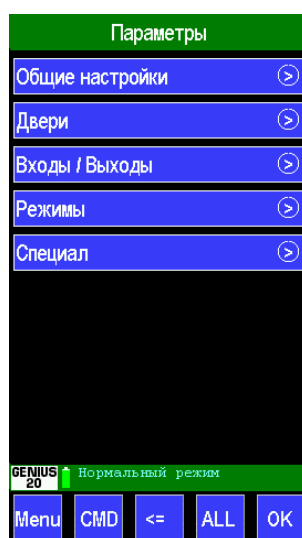 Параметры
Общие настройки
Двери
Входы / Выходы
Режимы
Специал
GENIUS
20
Нормальный режим
Menu CMD <= ALL OK